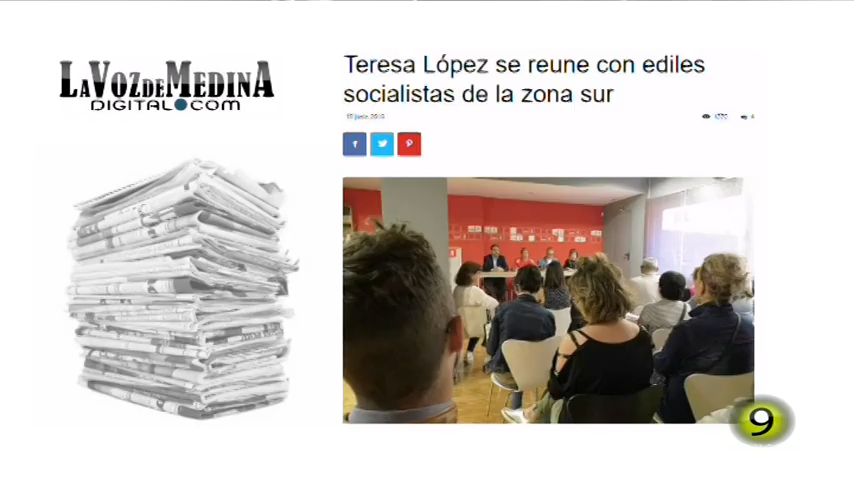 LAVOZDEMEDINA
DIGITAL.COM
Teresa López se reune con ediles
socialistas de la zona sur
9